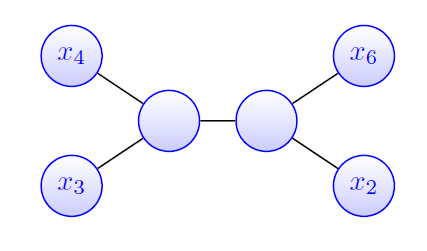 x₄ x₆
x₃ x₂